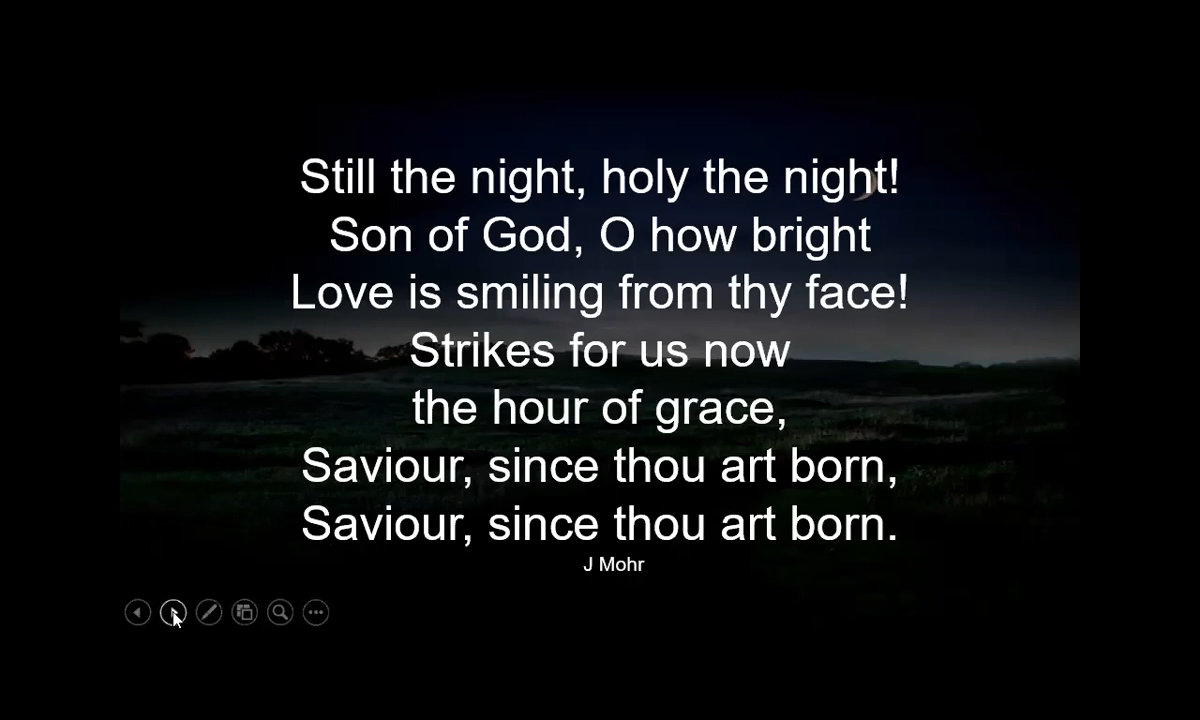 Still the night, holy the night!
Son of God, O how bright
Love is smiling from thy face!
Strikes for us now
the hour of grace,
Saviour, since thou art born,
Saviour, since thou art born.
J Mohr